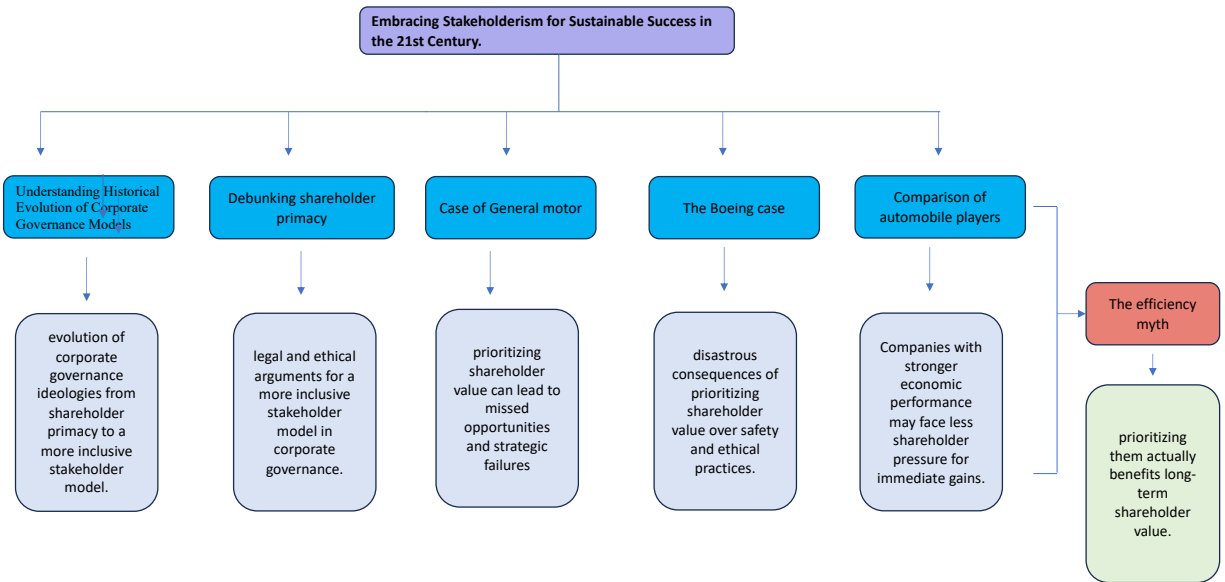 Embracing Stakeholderism for Sustainable Success in
the 21st Century.
Understanding Historical
Evolution of Corporate
Governance Models
Debunking shareholder
primacy
Case of General motor
The Boeing case
Comparison of
automobile players
evolution of
corporate
governance
ideologies from
shareholder
primacy to a
more inclusive
stakeholder
model.
legal and ethical
arguments for a
more inclusive
stakeholder
model in
corporate
governance.
prioritizing
shareholder
value can lead to
missed
opportunities
and strategic
failures
disastrous
consequences of
prioritizing
shareholder
value over safety
and ethical
practices.
Companies with
stronger
economic
performance
may face less
shareholder
pressure for
immediate gains.
The efficiency
myth
prioritizing
them actually
benefits long-
term
shareholder
value.